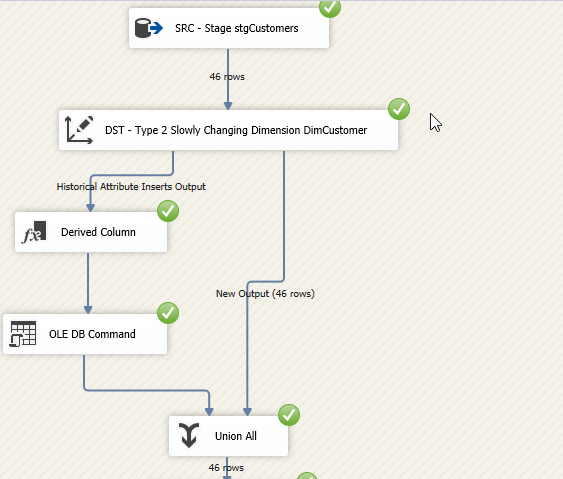 SRC - Stage stgCustomers
46 rows
DST - Type 2 Slowly Changing Dimension DimCustomer
Historical Attribute Inserts Output
fx
Derived Column
New Output (46 rows)
OLE DB Command
Union All
46 rows